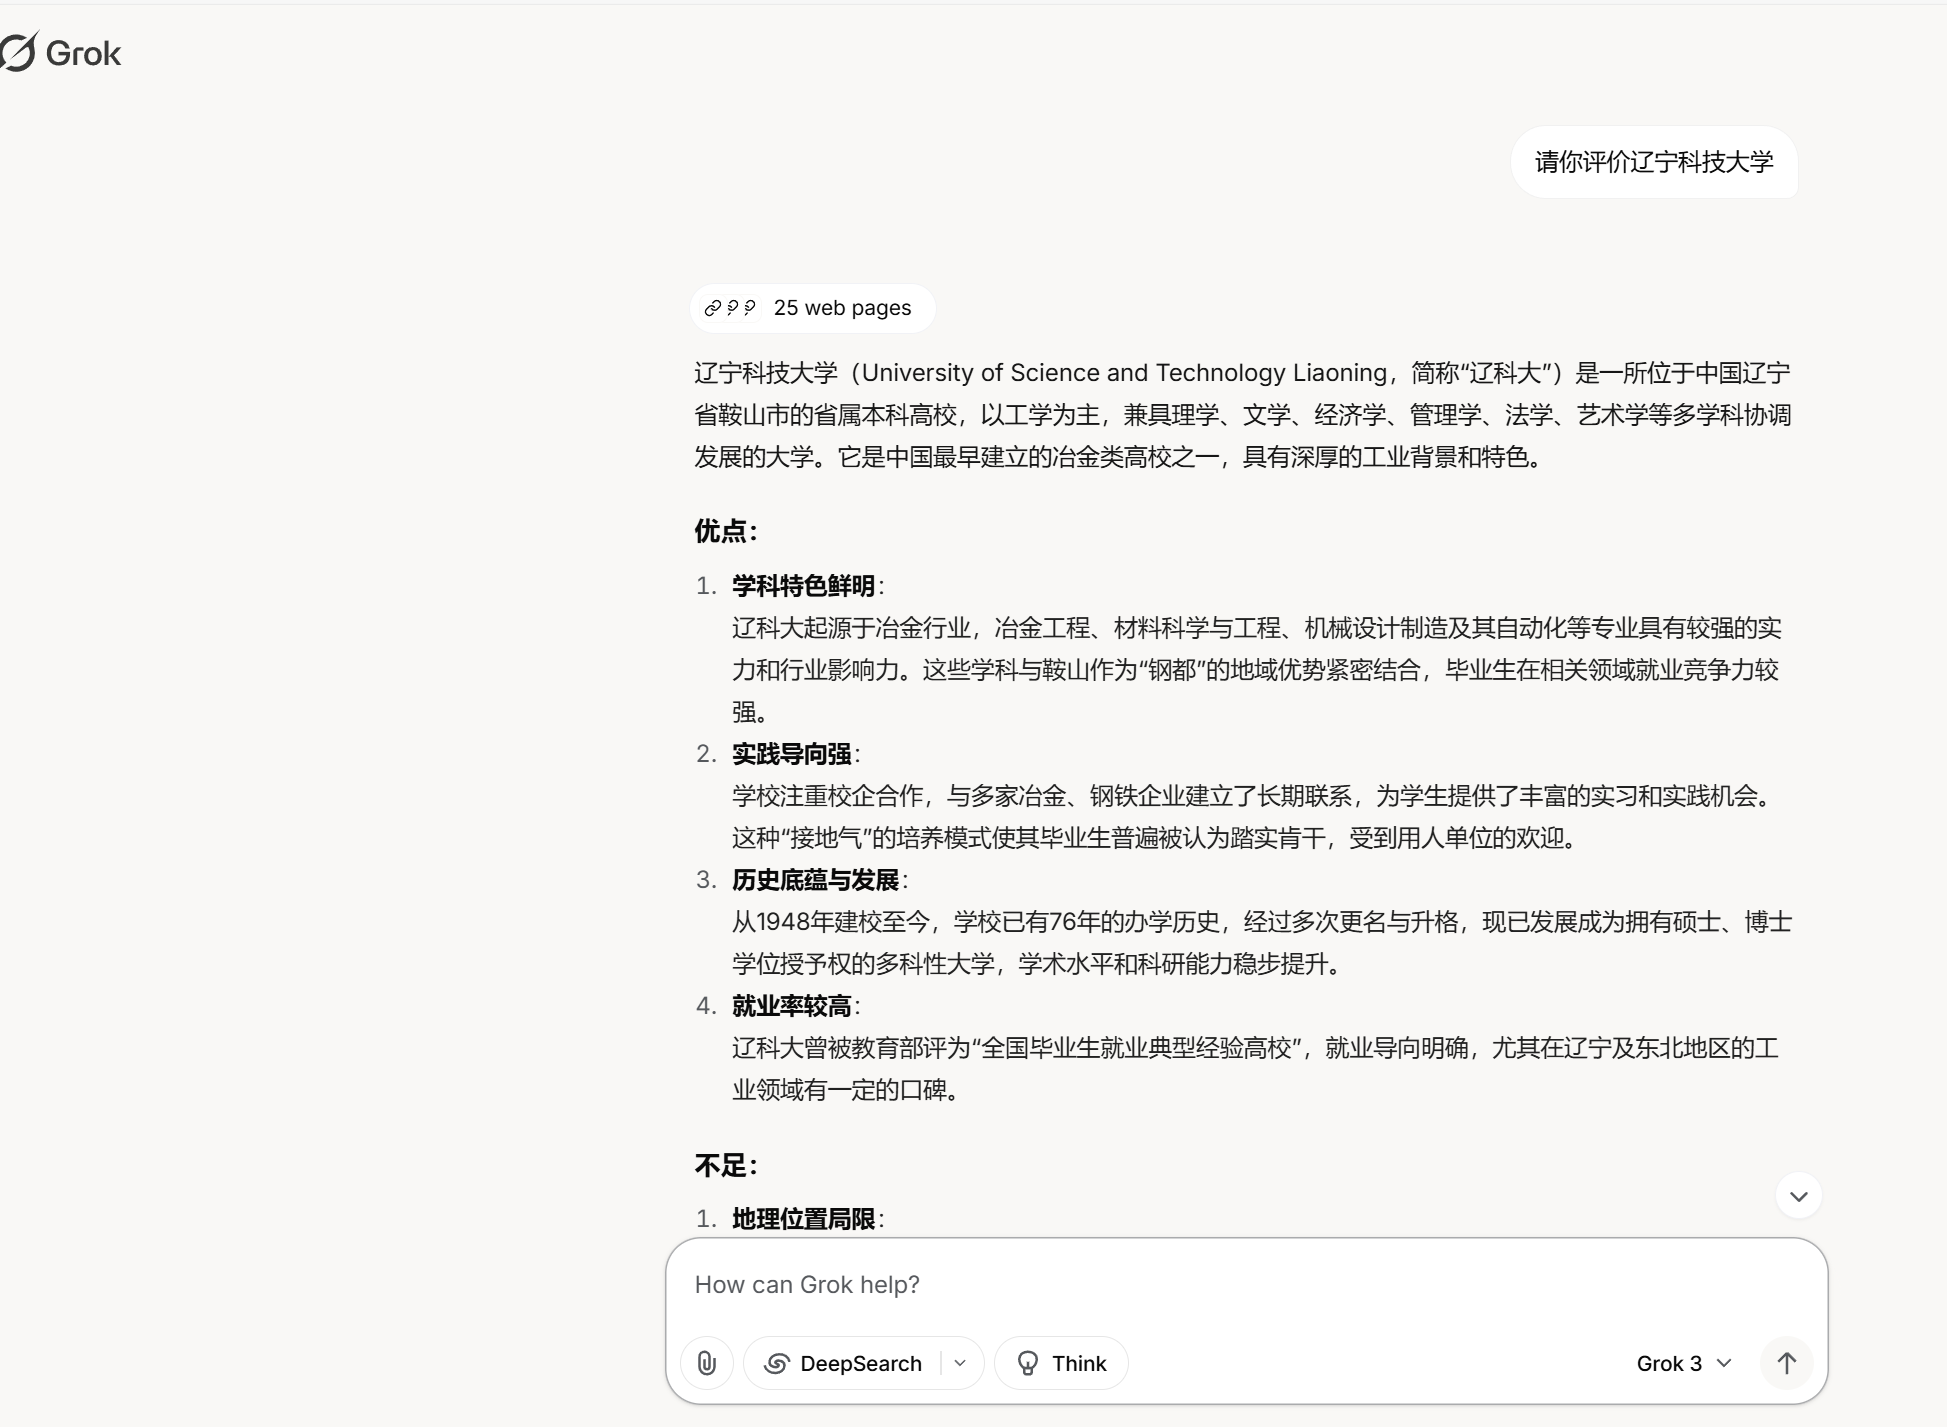 Grok
请你评价辽宁科技大学
25 web pages
辽宁科技大学（University of Science and Technology Liaoning，简称“辽科大”）是一所位于中国辽宁
省鞍山市的省属本科高校，以工学为主，兼具理学、文学、经济学、管理学、法学、艺术学等多学科协调
发展的大学。它是中国最早建立的冶金类高校之一，具有深厚的工业背景和特色。
优点：
1. 学科特色鲜明：
辽科大起源于冶金行业，冶金工程、材料科学与工程、机械设计制造及其自动化等专业具有较强的实
力和行业影响力。这些学科与鞍山作为“钢都”的地域优势紧密结合，毕业生在相关领域就业竞争力较
强。
2. 实践导向强：
学校注重校企合作，与多家冶金、钢铁企业建立了长期联系，为学生提供了丰富的实习和实践机会。
这种“接地气”的培养模式使其毕业生普遍被认为踏实肯干，受到用人单位的欢迎。
3. 历史底蕴与发展：
从1948年建校至今，学校已有76年的办学历史，经过多次更名与升格，现已发展成为拥有硕士、博士
学位授予权的多科性大学，学术水平和科研能力稳步提升。
4. 就业率较高：
辽科大曾被教育部评为“全国毕业生就业典型经验高校”，就业导向明确，尤其在辽宁及东北地区的工
业领域有一定的口碑。
不足：
1. 地理位置局限：
How can Grok help?
DeepSearch
Think
Grok 3